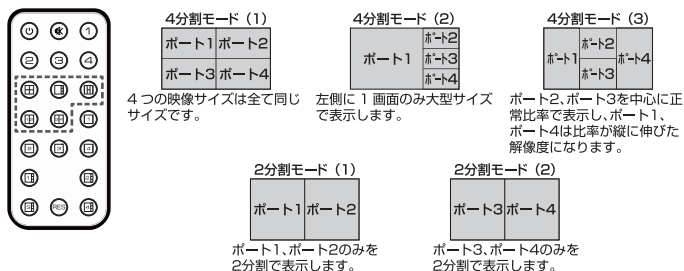 1
2 3 4
RES
4分割モード（1）
ポート1 ポート2
ポート3 ポート4
4つの映像サイズは全て同じ
サイズです。
4分割モード（2）
ポート1
ポート2
ポート3
ポート4
左側に1画面のみ大型サイズ
で表示します。
4分割モード（3）
ポート1
ポート2
ポート3
ポート4
ポート2、ポート3を中心に正
常比率で表示し、ポート1、
ポート4は比率が縦に伸びた
解像度になります。
2分割モード（1）
ポート1 ポート2
ポート1、ポート2のみを
2分割で表示します。
2分割モード（2）
ポート3 ポート4
ポート3、ポート4のみを
2分割で表示します。